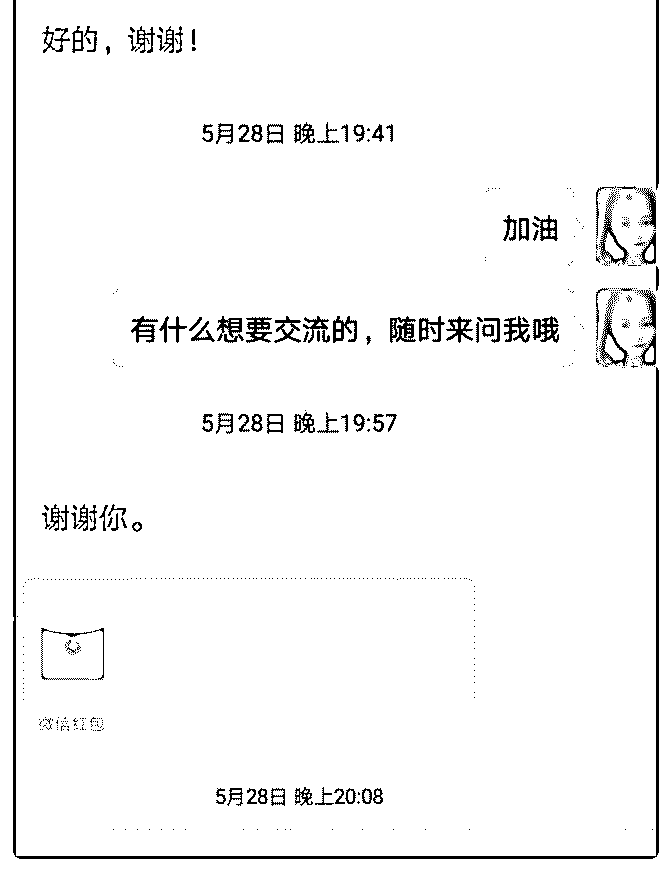 好的，谢谢！
5月28日 晚上19:41
加油
有什么想要交流的，随时来问我哦
5月28日 晚上19:57
谢谢你。
微信红包
5月28日 晚上20:08